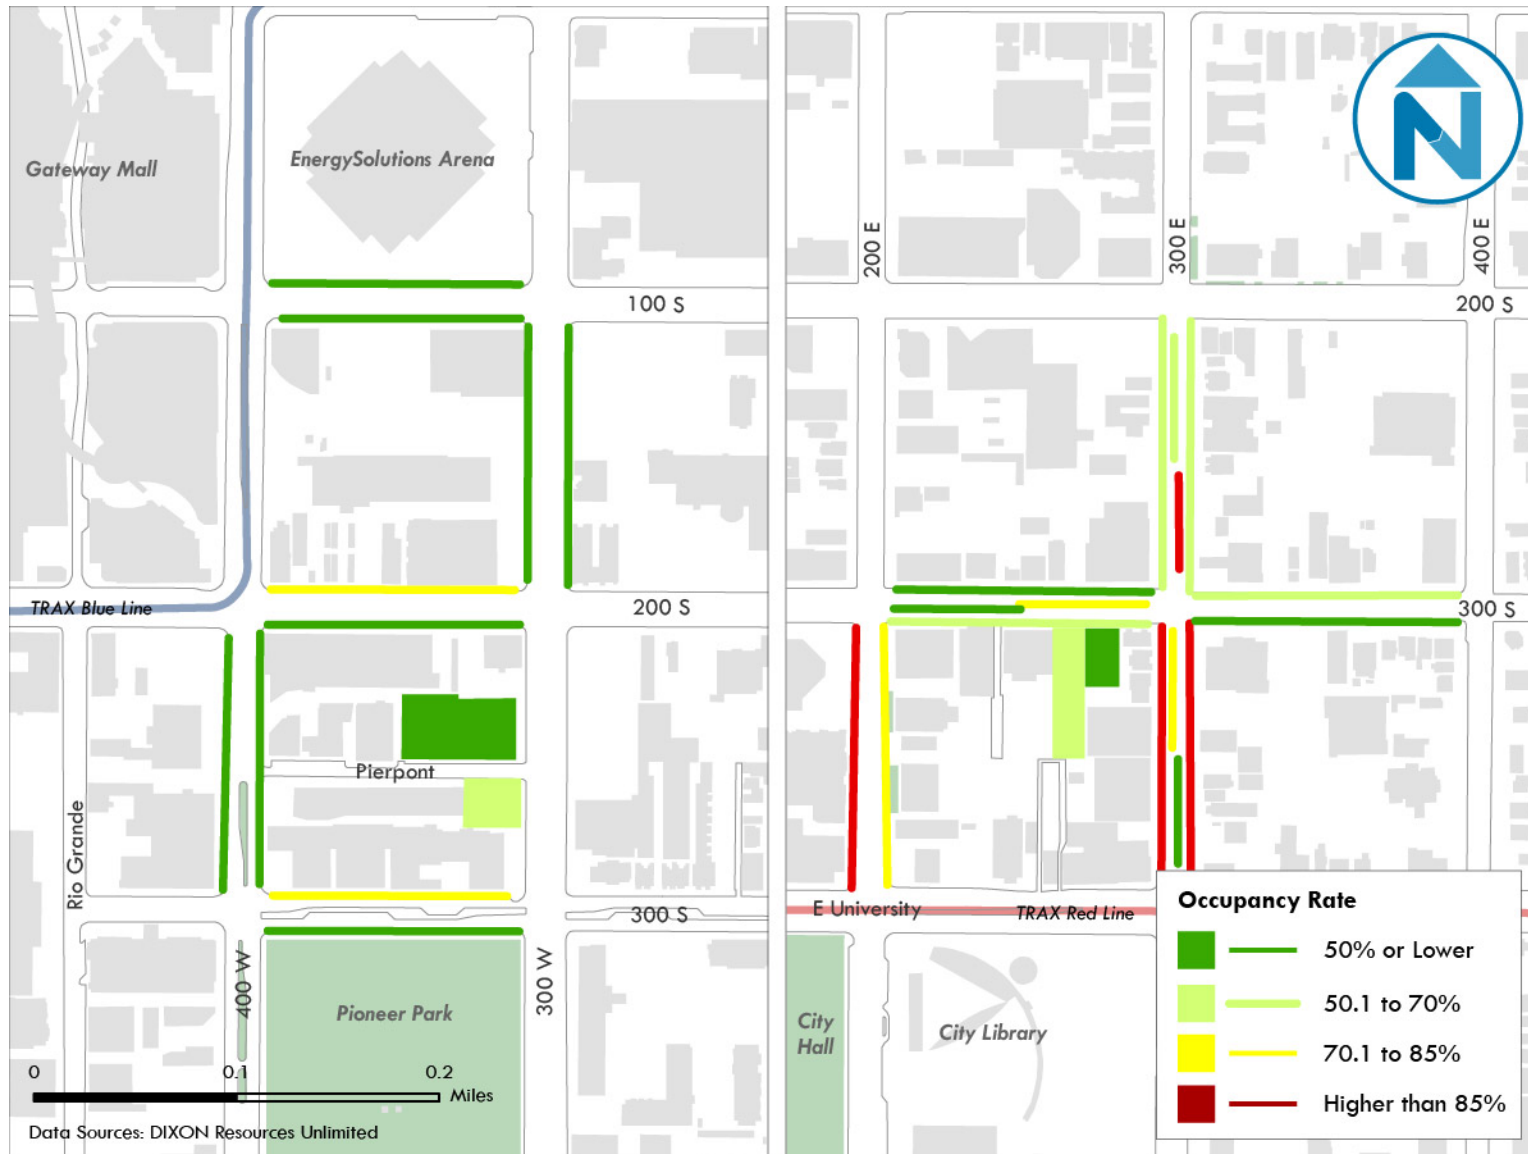 Gateway Mall
EnergySolutions Arena
N
200 E
300 E
400 E
100 S
200 S
TRAX Blue Line
200 S
300 S
Pierpont
Rio Grande
300 S
E University
TRAX Red Line
400 W
300 W
Pioneer Park
City
Hall
City Library
Occupancy Rate
50% or Lower
50.1 to 70%
70.1 to 85%
Higher than 85%
0 0.1 0.2
Miles
Data Sources: DIXON Resources Unlimited